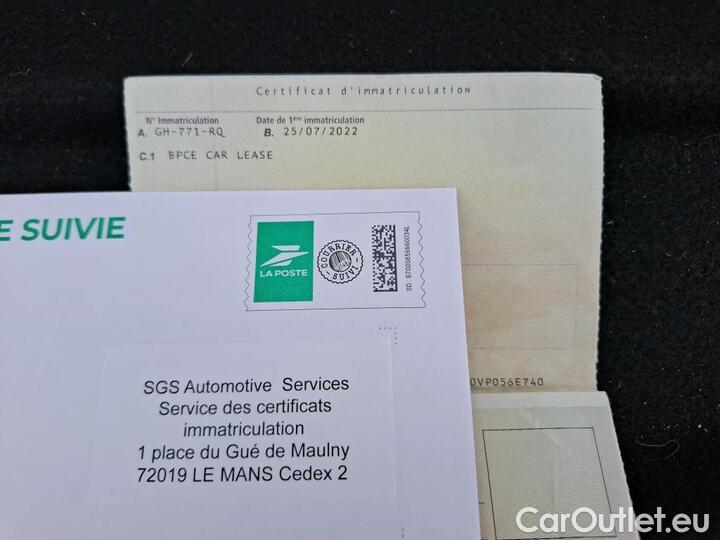 Certificat d'immatriculation
N° Immatriculation Date de 1ère immatriculation
A. GH-771-RQ B. 25/07/2022
C.1 BPCE CAR LEASE
E SUIVIE
LA POSTE
COURRIER SUIVI
SD 87000856660034L
0VP056E740
SGS Automotive Services
Service des certificats
immatriculation
1 place du Gué de Maulny
72019 LE MANS Cedex 2
CarOutlet.eu